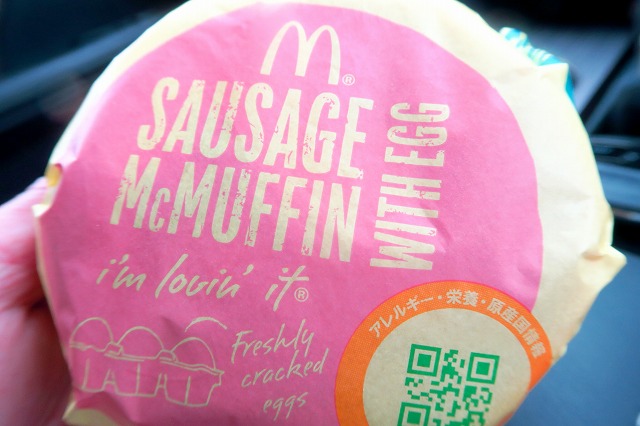 M®
SAUSAGE
McMUFFIN
WITH EGG
i'm lovin' it®
Freshly
cracked
eggs
アレルギー・栄養・原産国情報